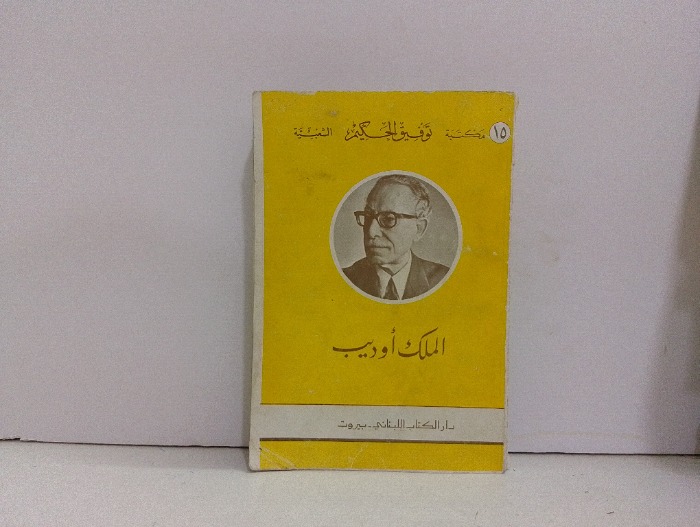 ١٥ مكتبة توفيق الحكيم الشعبية
الملك أوديب
دار الكتاب اللبناني - بيروت